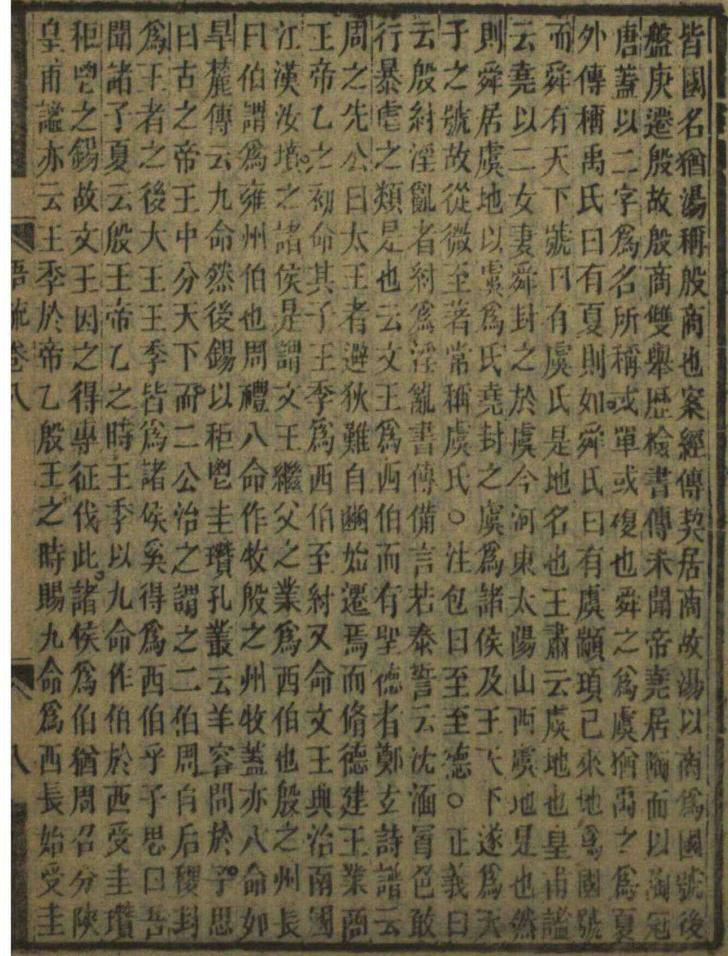 皆國名猶湯稱殷商也案經傳契居商故湯以商爲國號後
盤庚遷殷故殷商雙舉歷檢書傳未聞帝堯居陶而以陶冠
唐蓋以二字爲名所稱或單或復也舜之爲虞猶禹之爲夏
外傳稱禹氏曰有夏則如舜氏曰有虞顓頊已來地爲國號
而舜有天下號曰有虞氏是地名也王肅云虞地也皇甫謐
云堯以二女妻舜封之於虞今河東太陽山西虞地是也然
則舜居虞地以虞爲氏堯封之虞爲諸侯及王天下遂爲天
子之號故從微至著常稱虞氏○注包曰至至德○正義曰
云殷紂淫亂者紂爲淫亂書傳備言若泰誓云沈湎冐色敢
行暴虐之類是也云文王爲西伯而有聖德者鄭玄詩譜云
周之先公曰太王者避狄難自豳始遷焉而脩德建王業商
王帝乙之初命其子王季爲西伯至紂又命文王典治南國
江漢汝墳之諸侯是謂文王繼父之業爲西伯也殷之州長
曰伯謂爲雍州伯也周禮八命作牧殷之州牧蓋亦八命如
旱麓傳云九命然後錫以秬鬯圭瓚孔叢云羊容問於子思
曰古之帝王中分天下而二公治之謂之二伯周自后稷封
爲王者之後大王王季皆爲諸侯奚得爲西伯乎子思曰吾
聞諸子夏云殷王帝乙之時王季以九命作伯於西受圭瓚
秬鬯之錫故文王因之得專征伐此諸侯爲伯猶周召分陝
皇甫謐亦云王季於帝乙殷王之時賜九命爲西長始受圭
語疏卷八
八